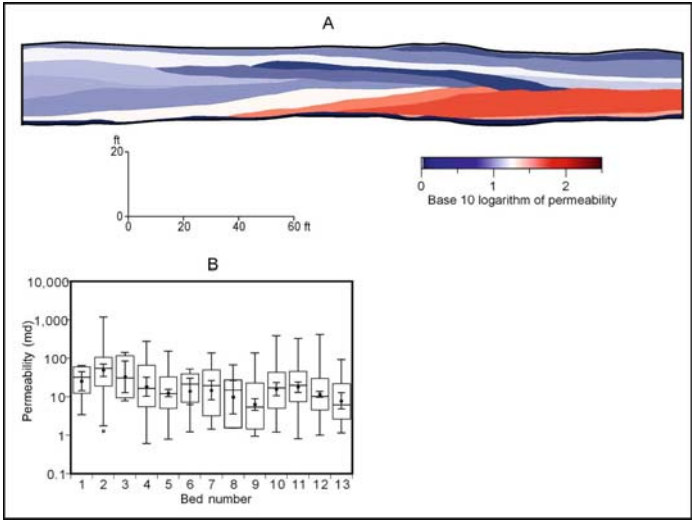 A
ft
20
0
0 20 40 60 ft
0 1 2
Base 10 logarithm of permeability
B
10,000
1,000
100
10
1
0.1
Permeability (md)
1 2 3 4 5 6 7 8 9 10 11 12 13
Bed number